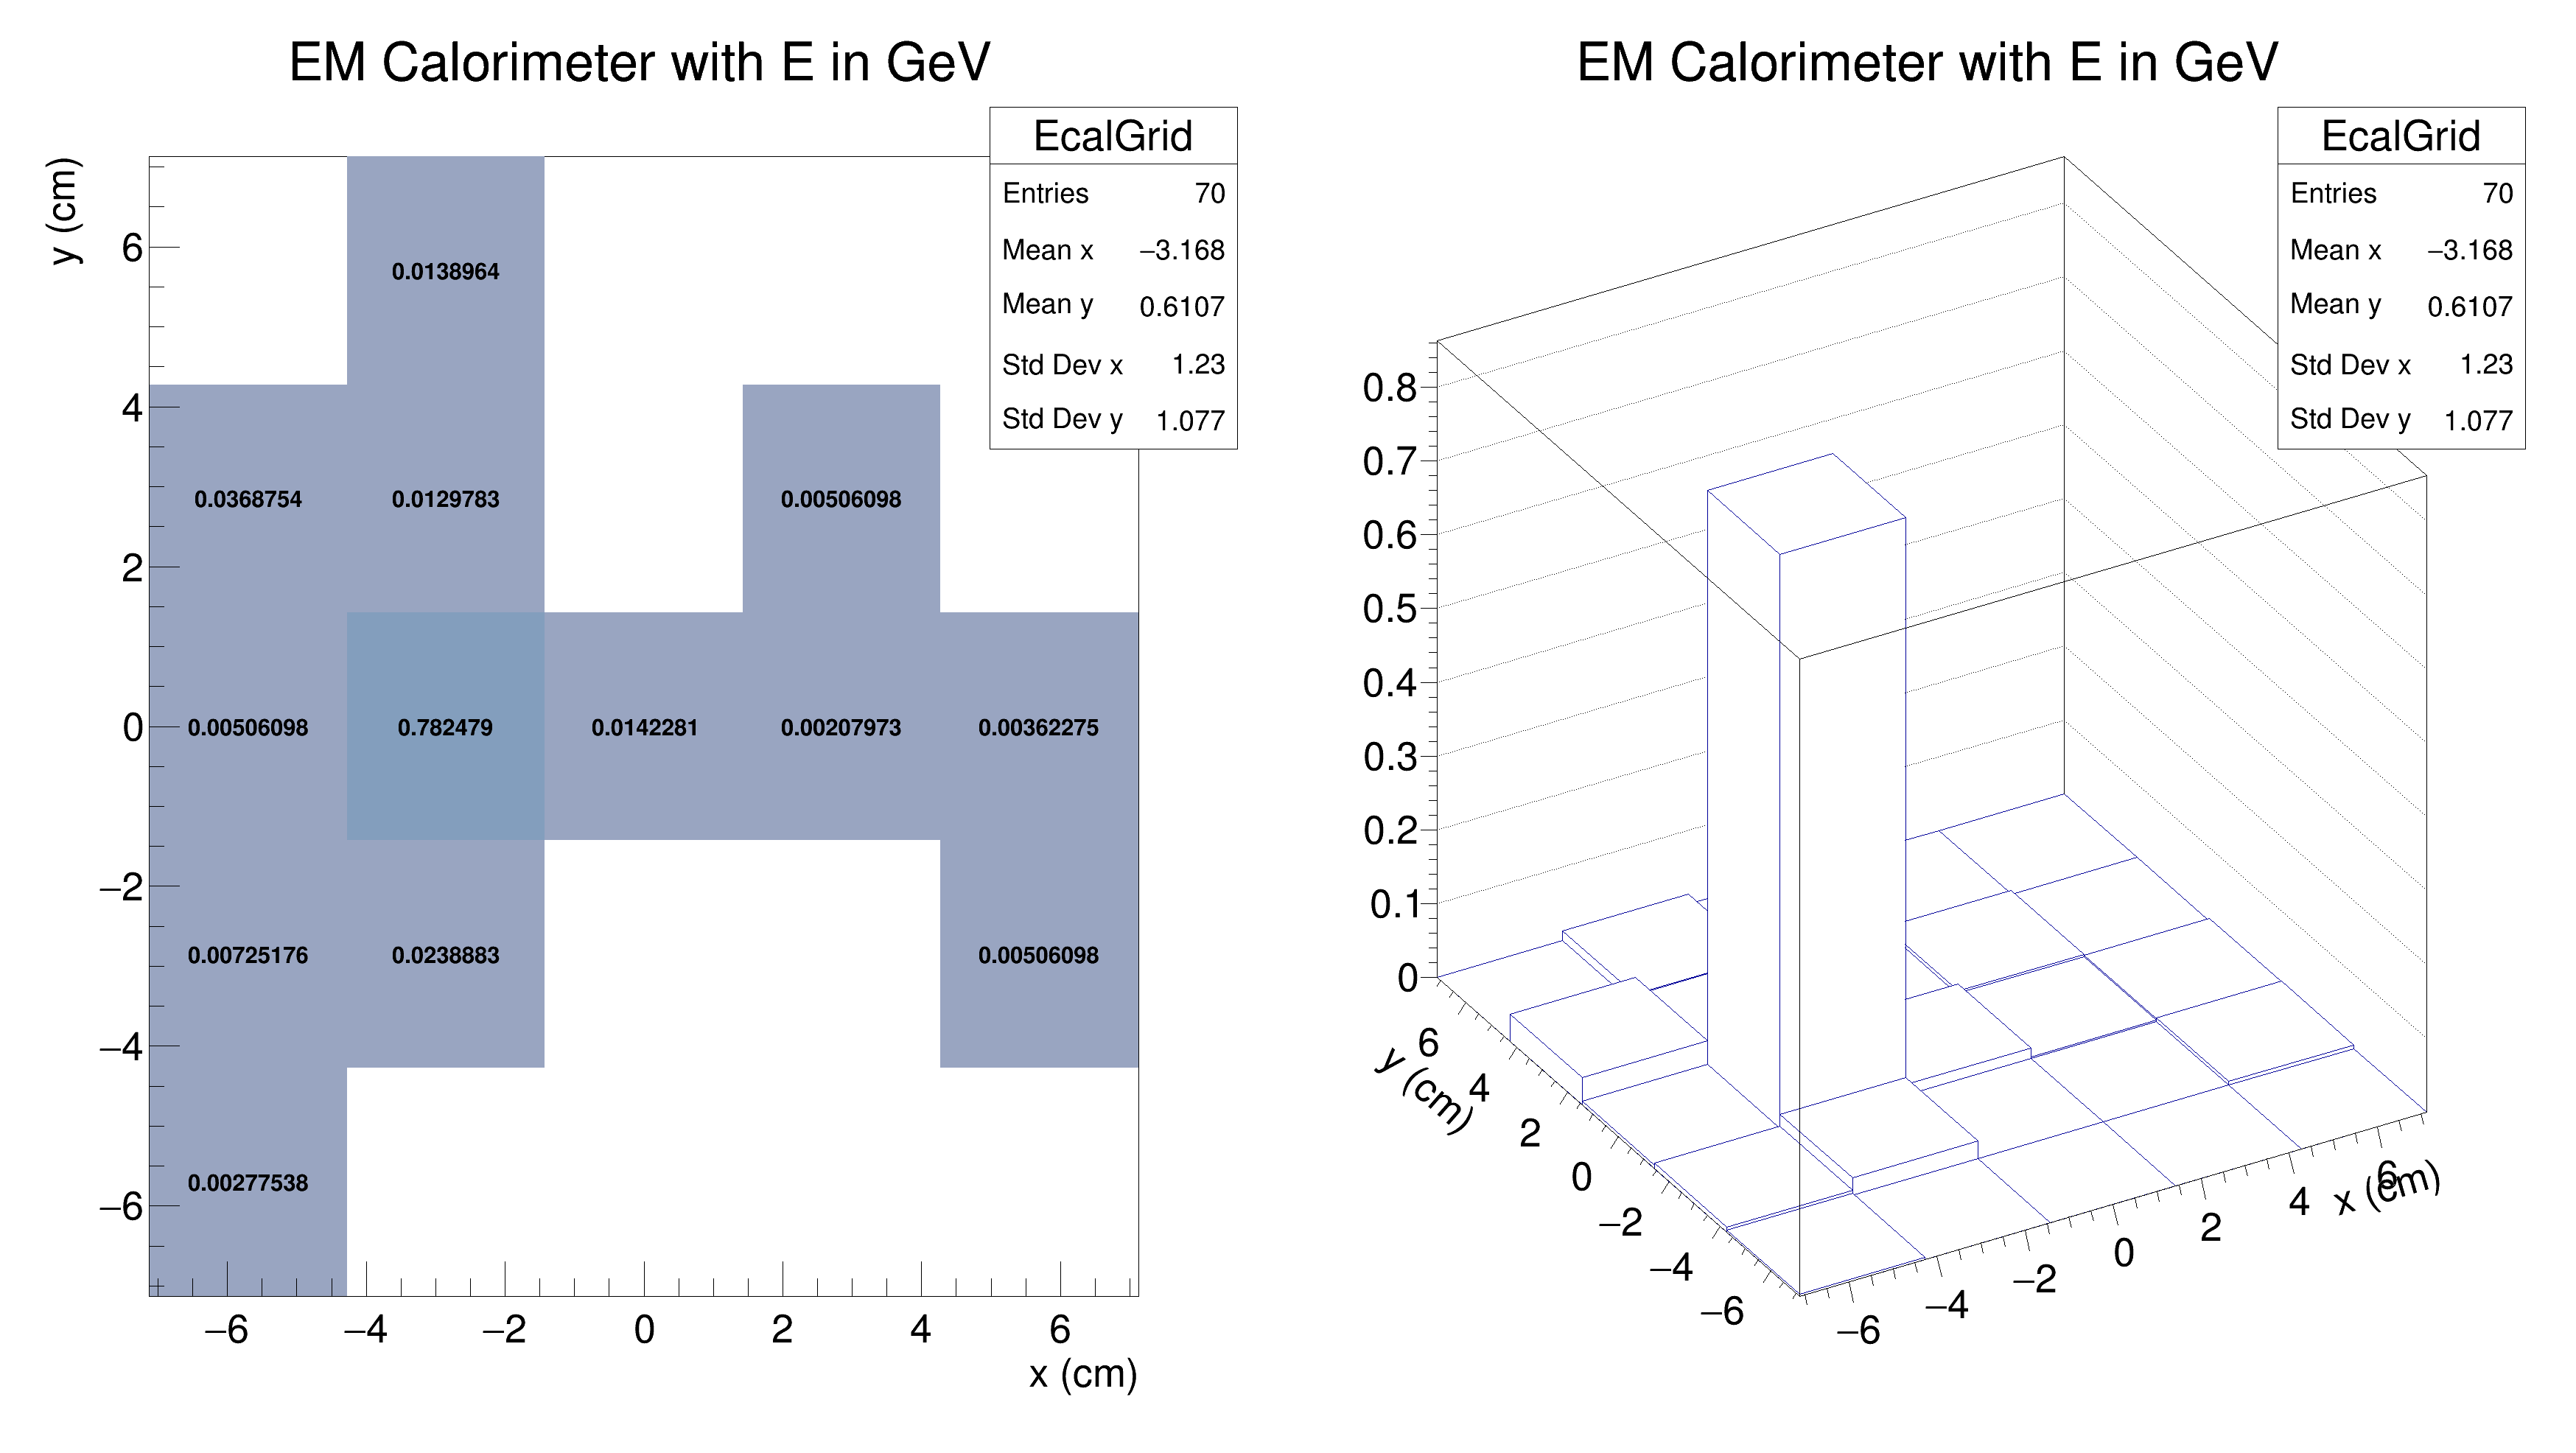 EM Calorimeter with E in GeV
EcalGrid
Entries 70
Mean x −3.168
Mean y 0.6107
Std Dev x 1.23
Std Dev y 1.077
y (cm)
6
4
2
0
−2
−4
−6
0.0138964
0.0368754 0.0129783 0.00506098
0.00506098 0.782479 0.0142281 0.00207973 0.00362275
0.00725176 0.0238883 0.00506098
0.00277538
−6 −4 −2 0 2 4 6
x (cm)
EM Calorimeter with E in GeV
EcalGrid
Entries 70
Mean x −3.168
Mean y 0.6107
Std Dev x 1.23
Std Dev y 1.077
0.8
0.7
0.6
0.5
0.4
0.3
0.2
0.1
0
y (cm)
6
4
2
0
−2
−4
−6
−6
−4
−2
0
2
4
6
x (cm)